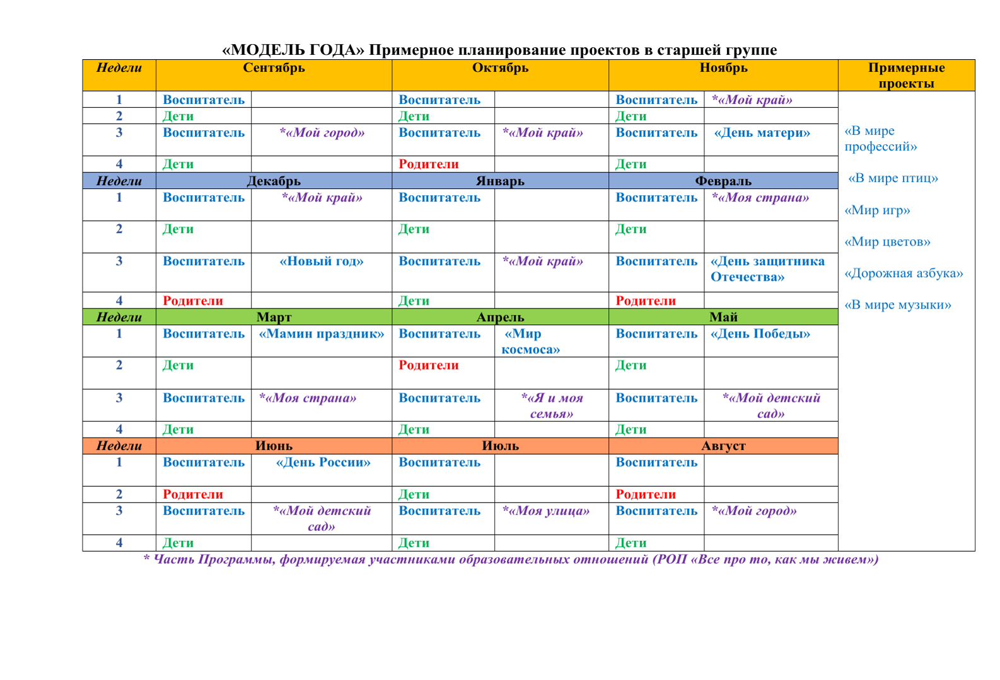 «МОДЕЛЬ ГОДА» Примерное планирование проектов в старшей группе
Недели Сентябрь Октябрь Ноябрь Примерные
проекты
1 Воспитатель Воспитатель Воспитатель *«Мой край»
2 Дети Дети Дети
3 Воспитатель *«Мой город» Воспитатель *«Мой край» Воспитатель «День матери»
4 Дети Родители Дети
Недели Декабрь Январь Февраль
1 Воспитатель *«Мой край» Воспитатель Воспитатель *«Моя страна»
2 Дети Дети Дети
3 Воспитатель «Новый год» Воспитатель *«Мой край» Воспитатель «День защитника
Отечества»
4 Родители Дети Родители
Недели Март Апрель Май
1 Воспитатель «Мамин праздник» Воспитатель «Мир
космоса» Воспитатель «День Победы»
2 Дети Родители Дети
3 Воспитатель *«Моя страна» Воспитатель *«Я и моя
семья» Воспитатель *«Мой детский
сад»
4 Дети Дети Дети
Недели Июнь Июль Август
1 Воспитатель «День России» Воспитатель Воспитатель
2 Родители Дети Родители
3 Воспитатель *«Мой детский
сад» Воспитатель *«Моя улица» Воспитатель *«Мой город»
4 Дети Дети Дети
«В мире
профессий»
«В мире птиц»
«Мир игр»
«Мир цветов»
«Дорожная азбука»
«В мире музыки»
* Часть Программы, формируемая участниками образовательных отношений (РОП «Все про то, как мы живем»)